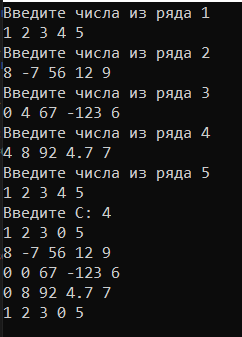 Введите числа из ряда 1
1 2 3 4 5
Введите числа из ряда 2
8 -7 56 12 9
Введите числа из ряда 3
0 4 67 -123 6
Введите числа из ряда 4
4 8 92 4.7 7
Введите числа из ряда 5
1 2 3 4 5
Введите C: 4
1 2 3 0 5
8 -7 56 12 9
0 0 67 -123 6
0 8 92 4.7 7
1 2 3 0 5